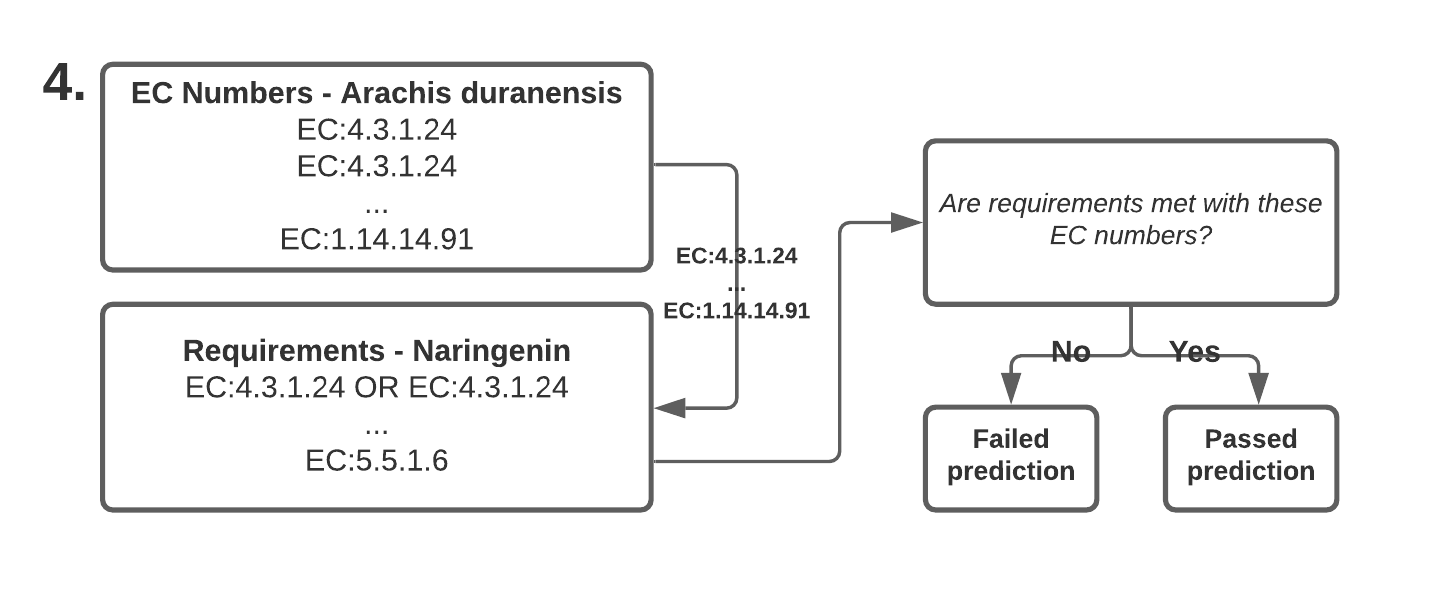 4.
EC Numbers - Arachis duranensis
EC:4.3.1.24
EC:4.3.1.24
...
EC:1.14.14.91
Requirements - Naringenin
EC:4.3.1.24 OR EC:4.3.1.24
...
EC:5.5.1.6
EC:4.3.1.24
...
EC:1.14.14.91
Are requirements met with these
EC numbers?
No
Yes
Failed
prediction
Passed
prediction